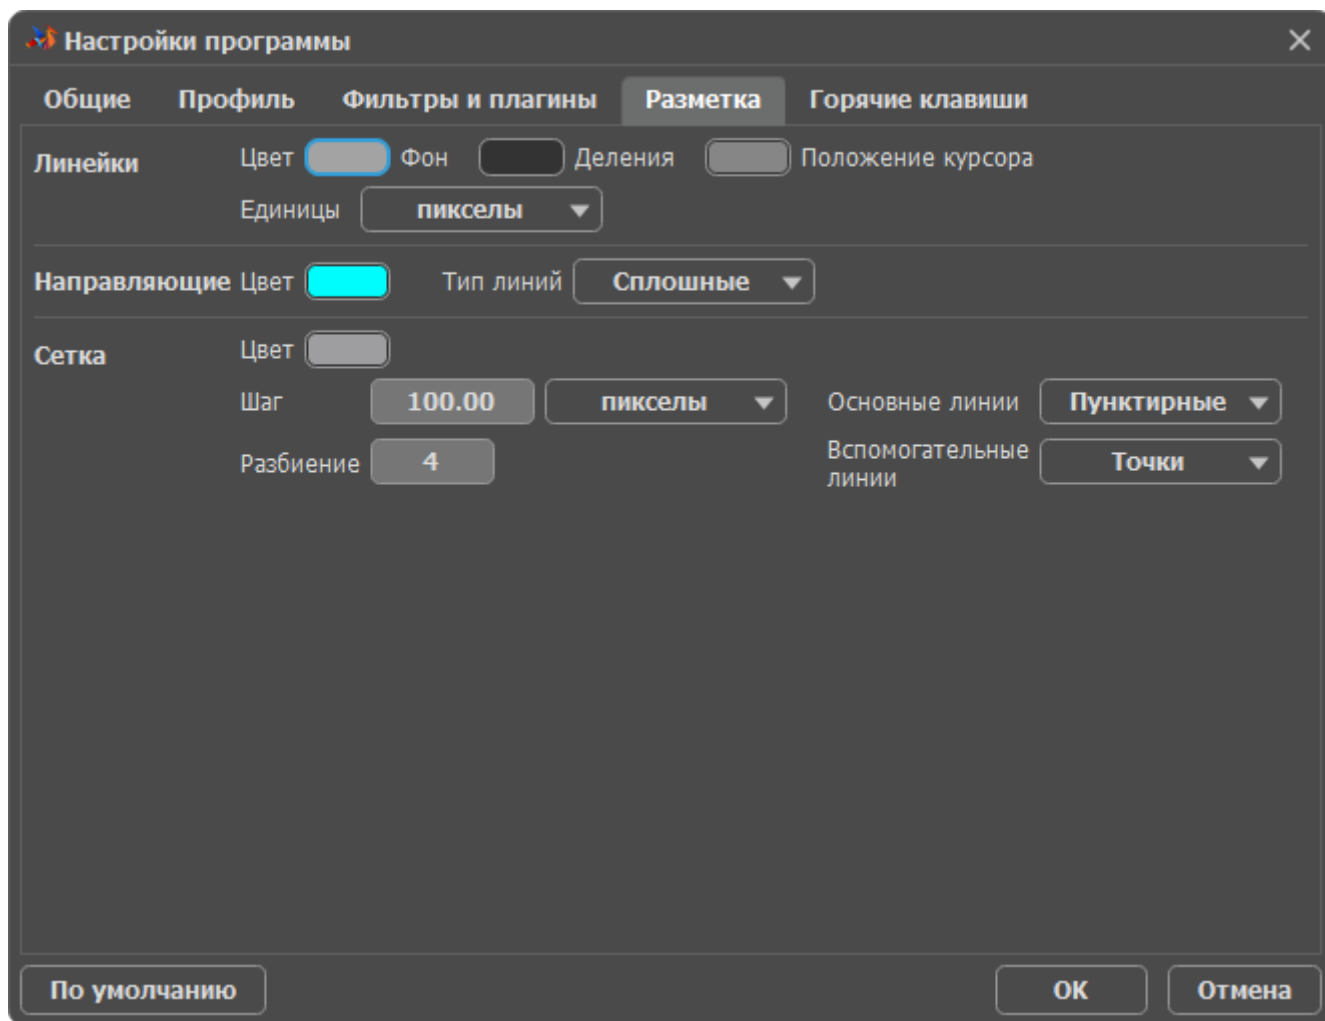 Настройки программы
Общие Профиль Фильтры и плагины Разметка Горячие клавиши
Линейки Цвет Фон Деления Положение курсора
Единицы пикселы
Направляющие Цвет Тип линий Сплошные
Сетка Цвет
Шаг 100.00 пикселы Основные линии Пунктирные
Разбиение 4 Вспомогательные линии Точки
По умолчанию OK Отмена